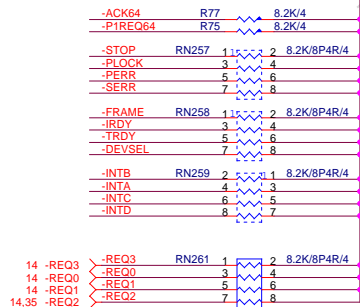 -ACK64 R77 8.2K/4
-P1REQ64 R75 8.2K/4
-STOP RN257 1 1 2 8.2K/8P4R/4
-PLOCK 3 4
-PERR 5 6
-SERR 7 8
-FRAME RN258 1 1 2 8.2K/8P4R/4
-IRDY 3 4
-TRDY 5 6
-DEVSEL 7 8
-INTB RN259 2 1 1 8.2K/8P4R/4
-INTA 4 3
-INTC 6 5
-INTD 8 7
14 -REQ3 -REQ3 RN261 1 2 8.2K/8P4R/4
14 -REQ0 -REQ0 3 4
14 -REQ1 -REQ1 5 6
14,35 -REQ2 -REQ2 7 8